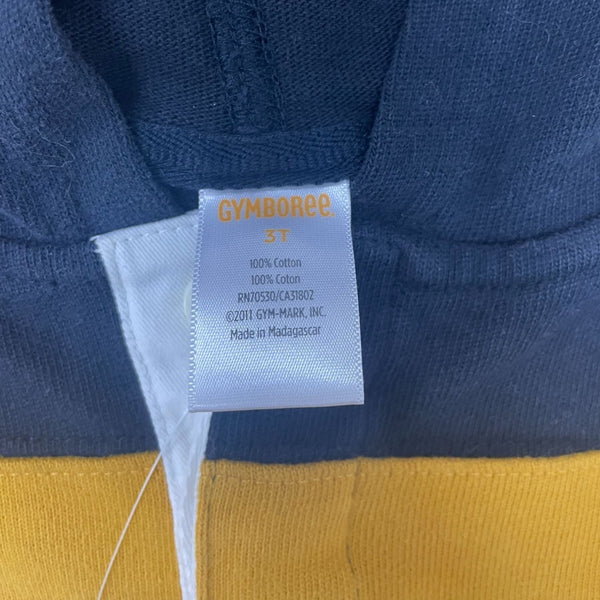 GYMBOREE
3T
100% Cotton
100% Coton
RN70530/CA31802
©2011 GYM-MARK, INC.
Made in Madagascar